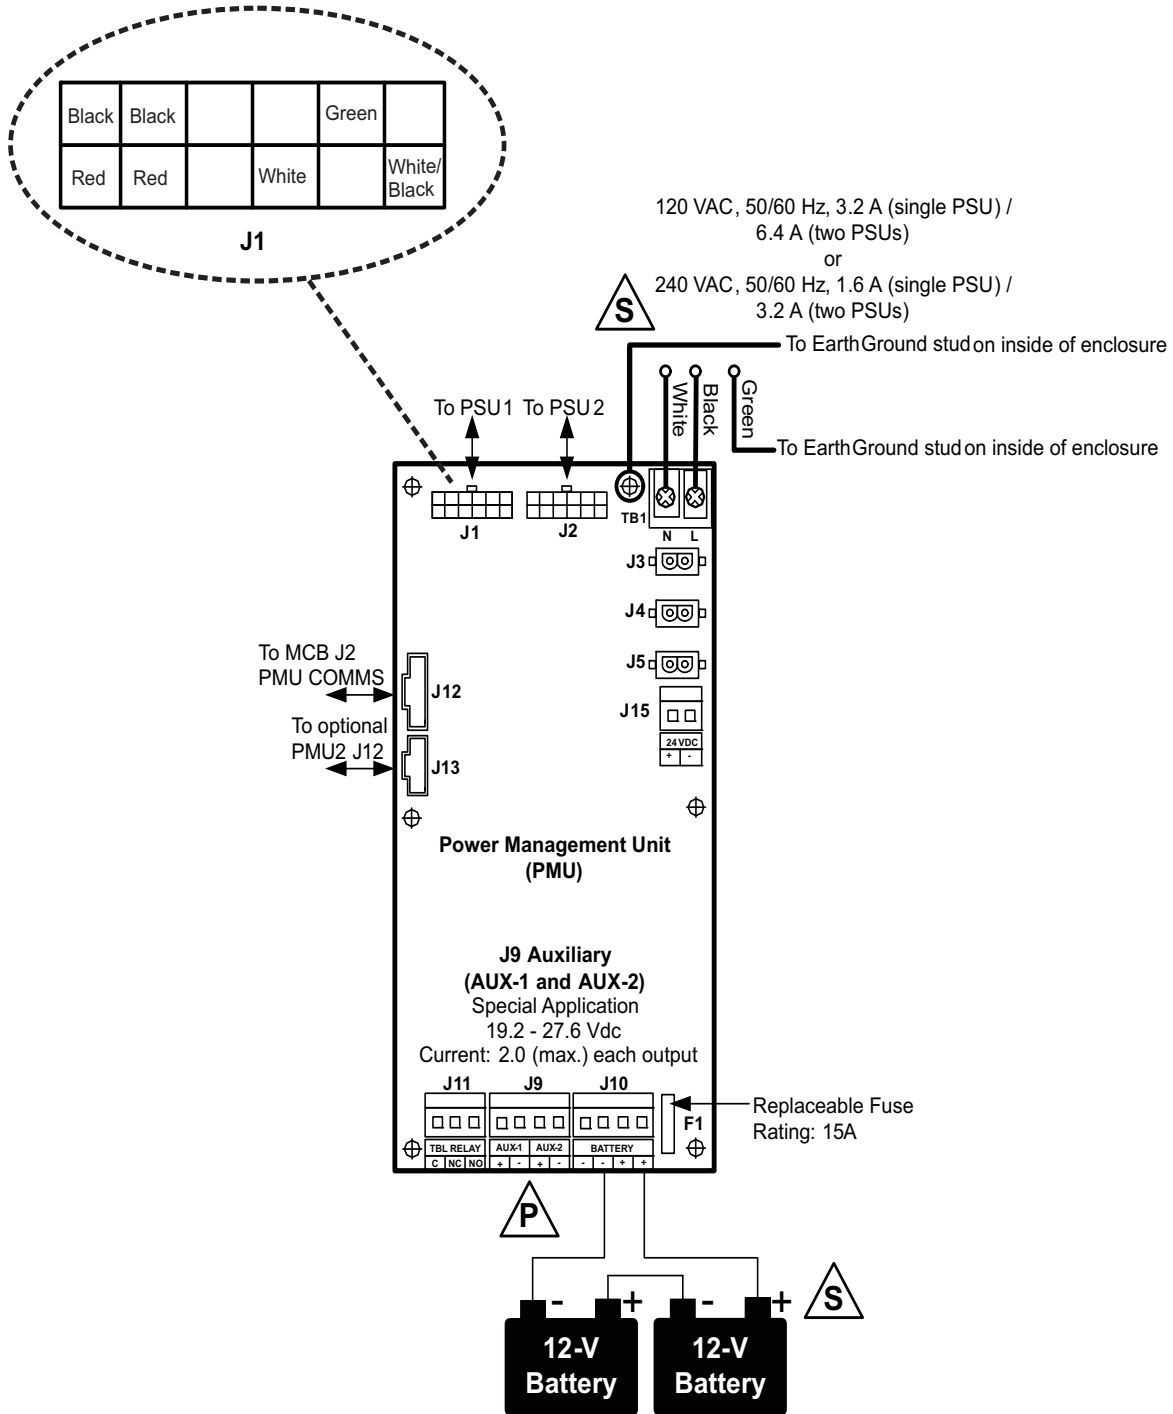 Black Black Green
Red Red White White/
Black
J1
120 VAC, 50/60 Hz, 3.2 A (single PSU) /
6.4 A (two PSUs)
or
240 VAC, 50/60 Hz, 1.6 A (single PSU) /
3.2 A (two PSUs)
S
To Earth Ground stud on inside of enclosure
White
Black
Green
To Earth Ground stud on inside of enclosure
To PSU 1 To PSU 2
J1 J2 TB1
N L
J3
J4
J5
J15
24 VDC
+ -
To MCB J2
PMU COMMS
J12
To optional
PMU2 J12
J13
Power Management Unit
(PMU)
J9 Auxiliary
(AUX-1 and AUX-2)
Special Application
19.2 - 27.6 Vdc
Current: 2.0 (max.) each output
J11 J9 J10
F1
Replaceable Fuse
Rating: 15A
TBL RELAY AUX-1 AUX-2 BATTERY
C NC NO + - + - - - + +
P
- + - +
S
12-V
Battery
12-V
Battery